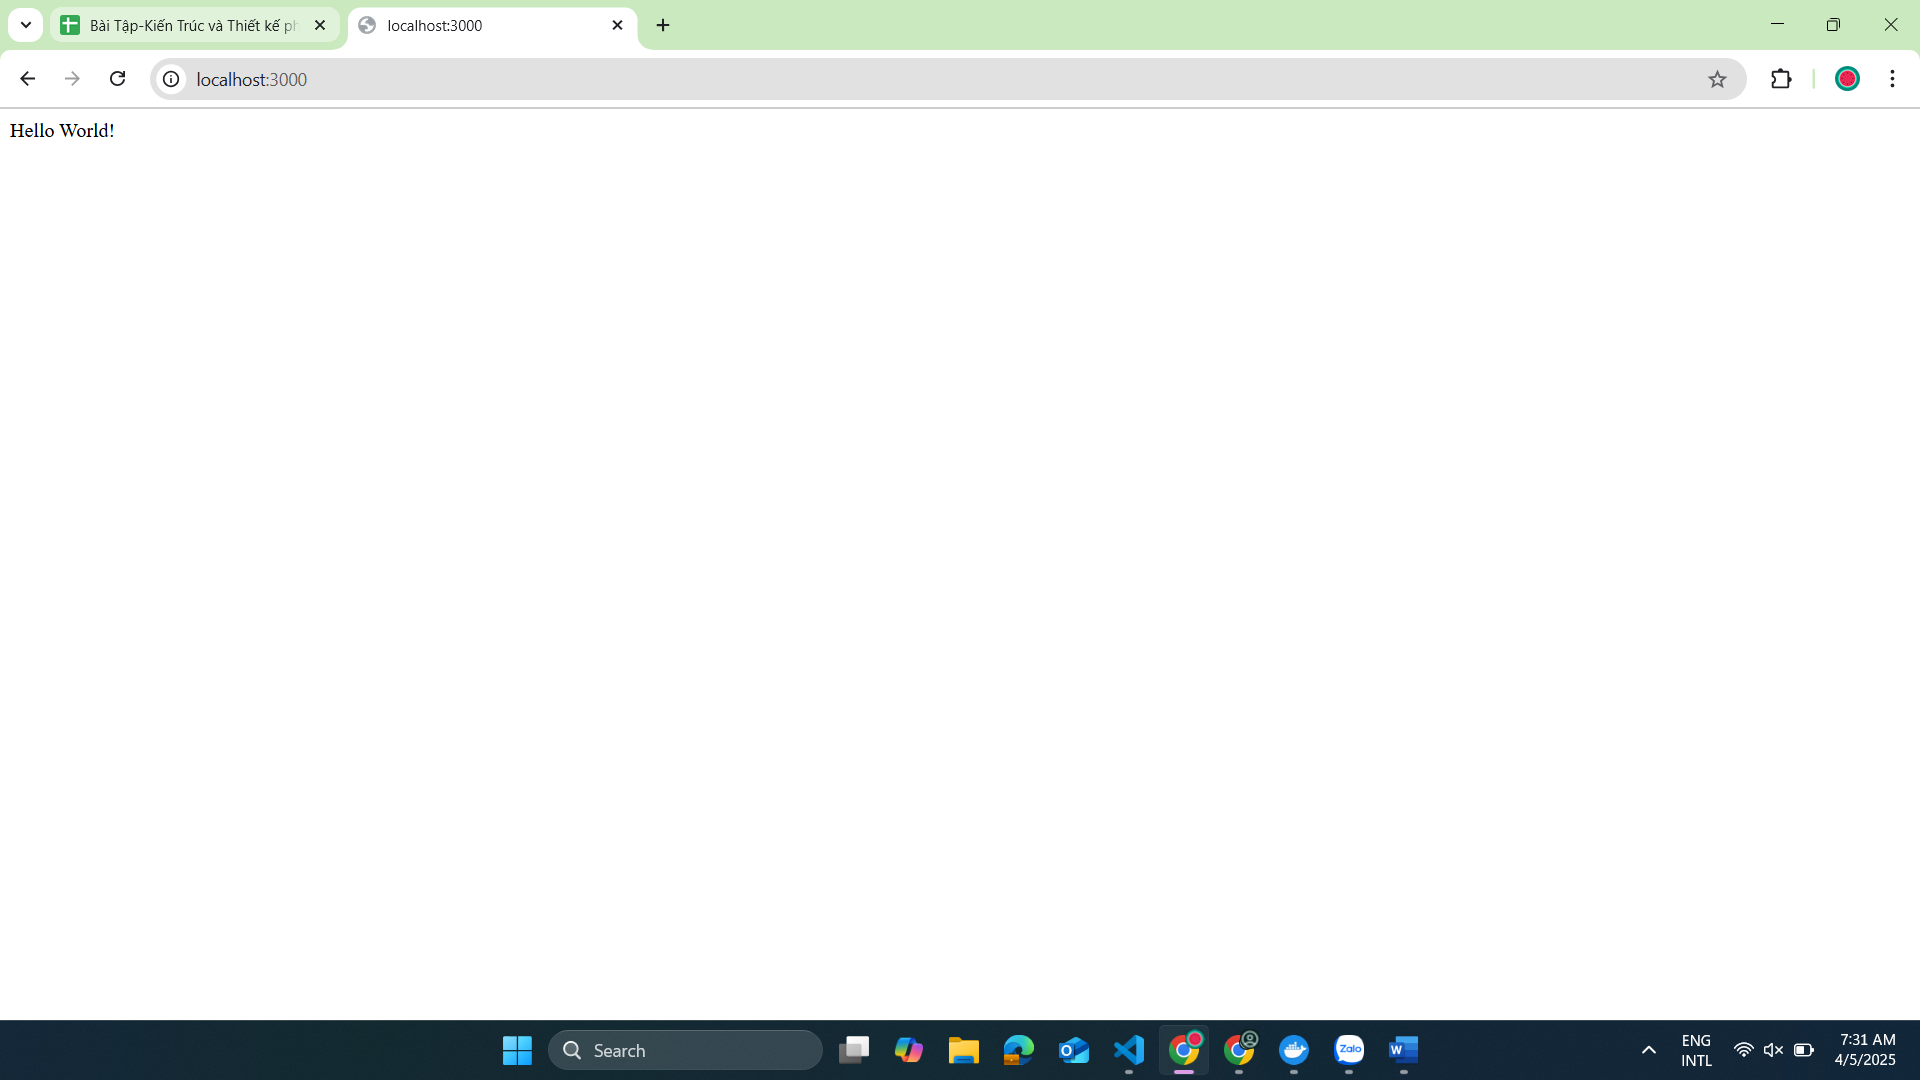 Bài Tập-Kiến Trúc và Thiết kế
localhost:3000
localhost:3000
Hello World!
Search
Zalo
ENG
INTL
7:31 AM
4/5/2025